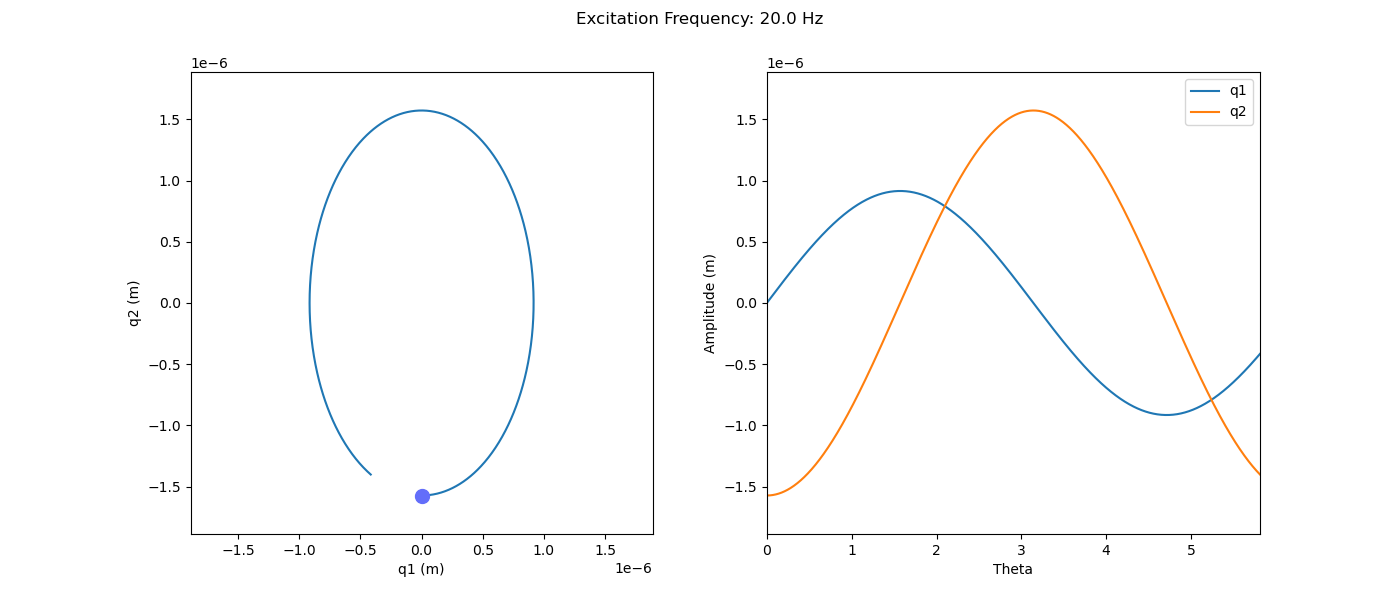 Excitation Frequency: 20.0 Hz
1e−6
1.5
1.0
0.5
0.0
−0.5
−1.0
−1.5
q2 (m)
−1.5 −1.0 −0.5 0.0 0.5 1.0 1.5
q1 (m)
1e−6
1e−6
1.5
1.0
0.5
0.0
−0.5
−1.0
−1.5
Amplitude (m)
0 1 2 3 4 5
Theta
q1
q2